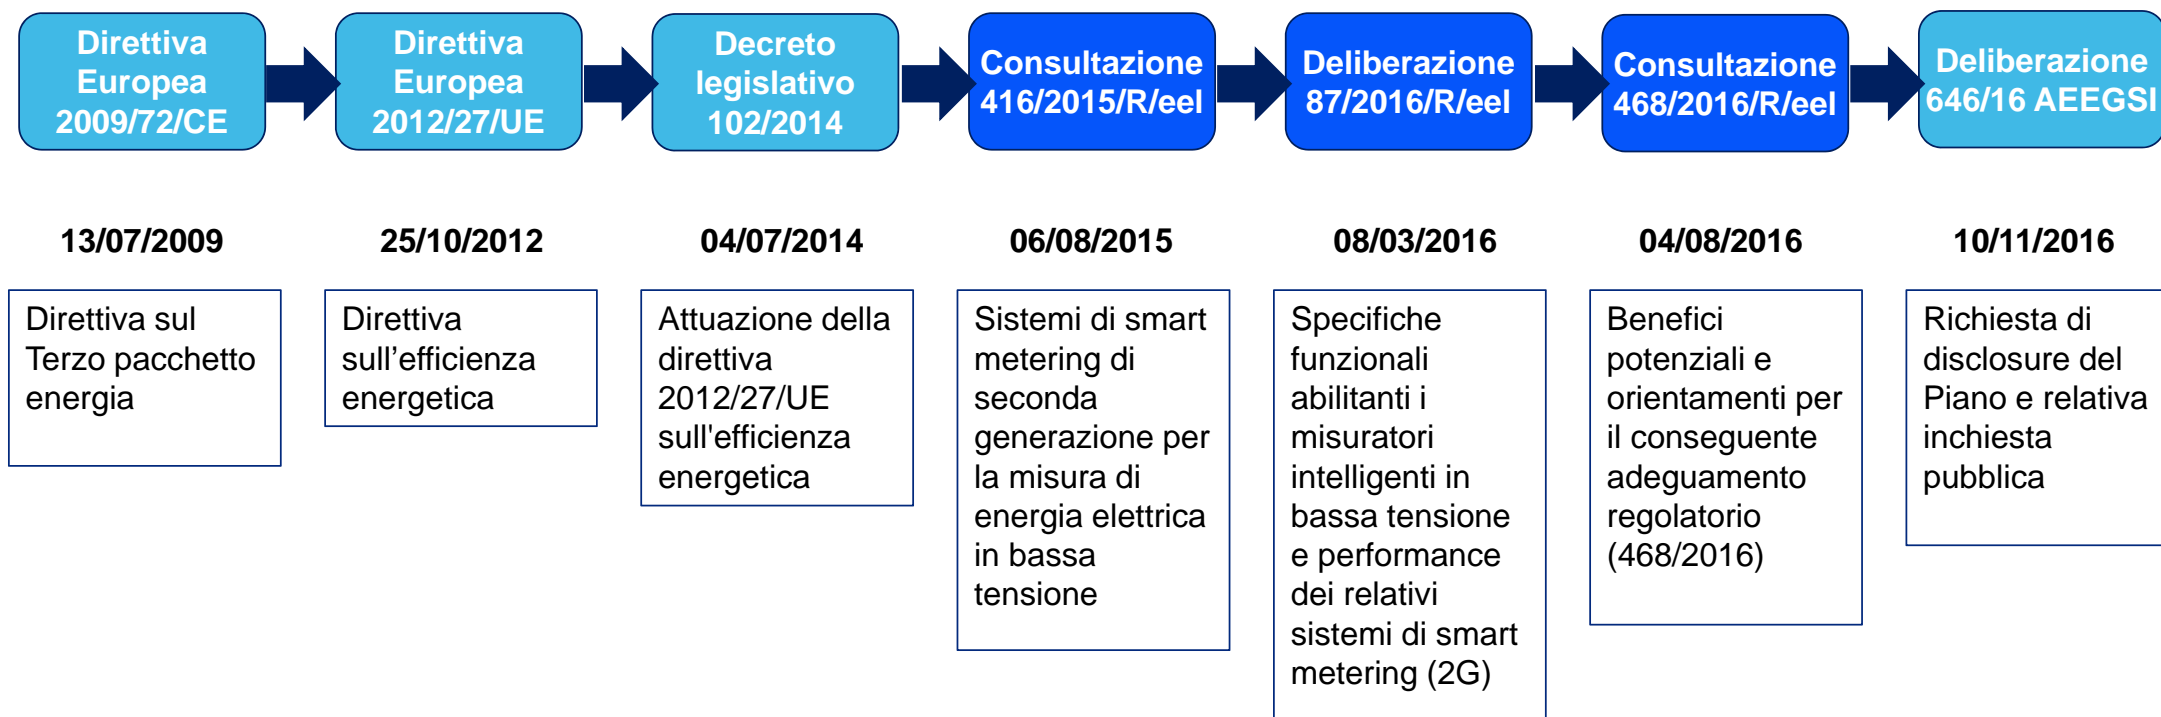 Direttiva
Europea
2009/72/CE
Direttiva
Europea
2012/27/UE
Decreto
legislativo
102/2014
Consultazione
416/2015/R/eel
Deliberazione
87/2016/R/eel
Consultazione
468/2016/R/eel
Deliberazione
646/16 AEEGSI
13/07/2009
25/10/2012
04/07/2014
06/08/2015
08/03/2016
04/08/2016
10/11/2016
Direttiva sul
Terzo pacchetto
energia
Direttiva
sull’efficienza
energetica
Attuazione della
direttiva
2012/27/UE
sull'efficienza
energetica
Sistemi di smart
metering di
seconda
generazione per
la misura di
energia elettrica
in bassa
tensione
Specifiche
funzionali
abilitanti i
misuratori
intelligenti in
bassa tensione
e performance
dei relativi
sistemi di smart
metering (2G)
Benefici
potenziali e
orientamenti per
il conseguente
adeguamento
regolatorio
(468/2016)
Richiesta di
disclosure del
Piano e relativa
inchiesta
pubblica